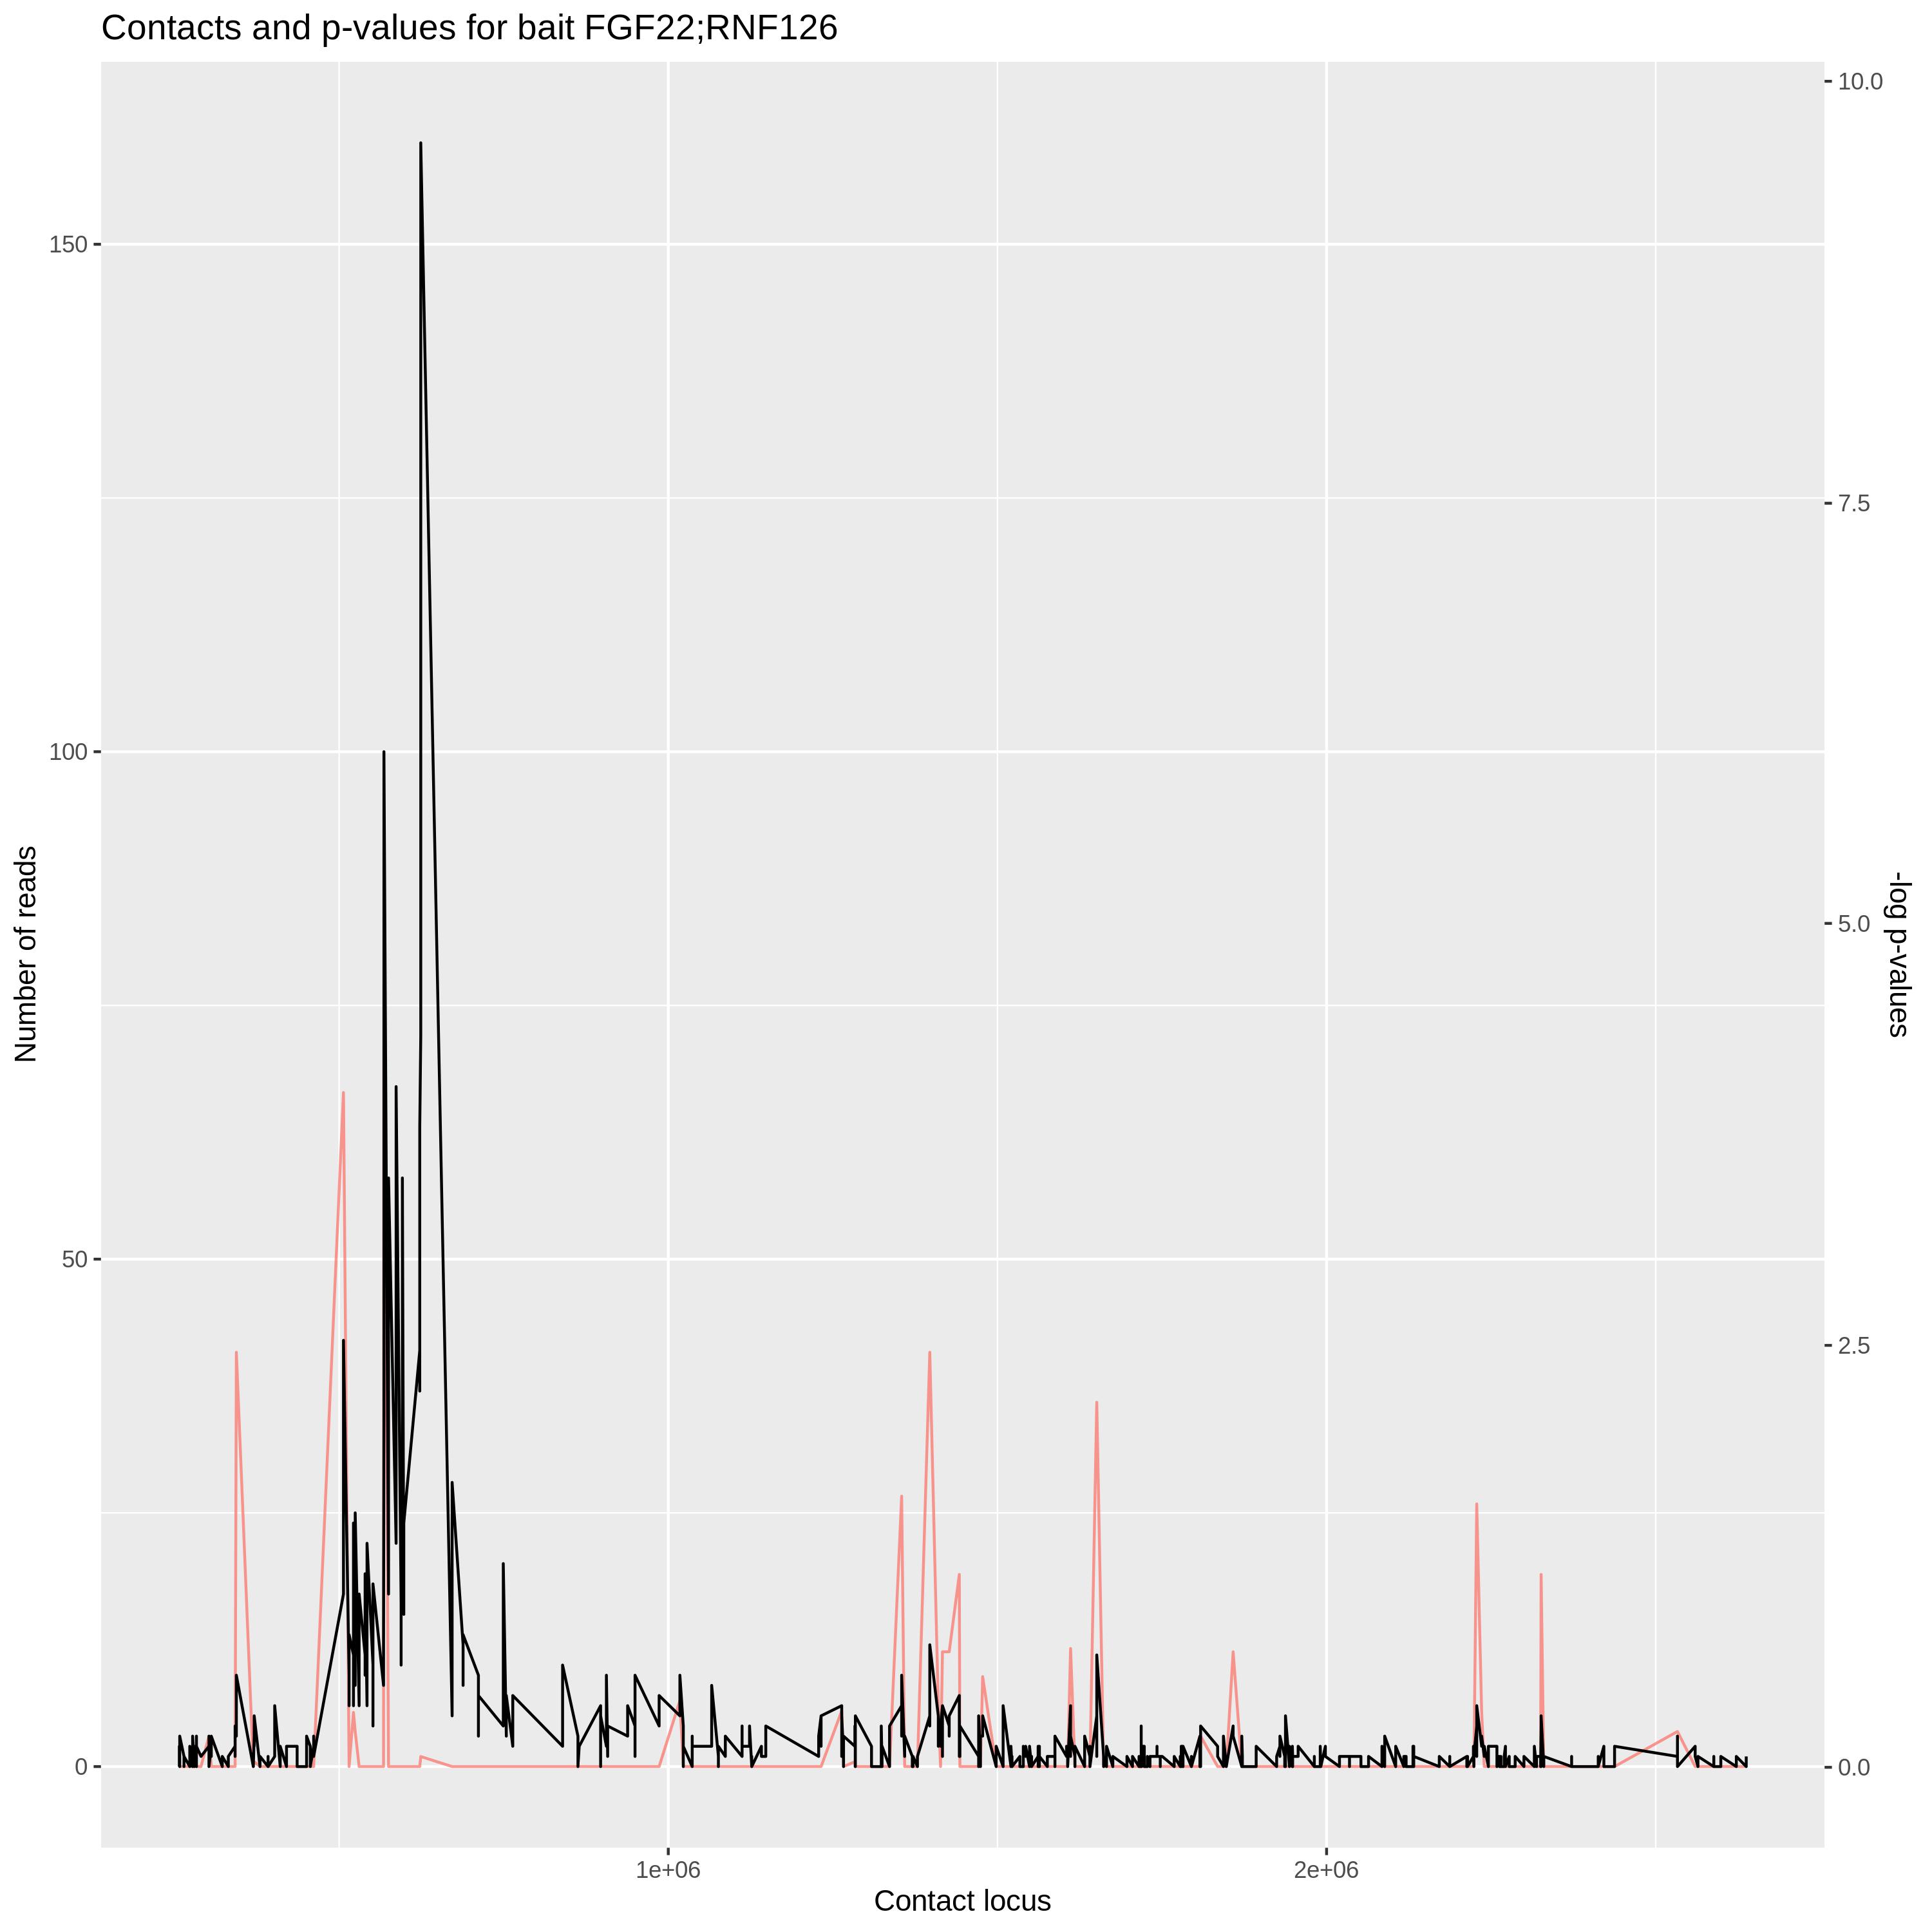 Contacts and p-values for bait FGF22;RNF126
Number of reads
150
100
50
0
10.0
7.5
5.0
2.5
0.0
-log p-values
1e+06
2e+06
Contact locus